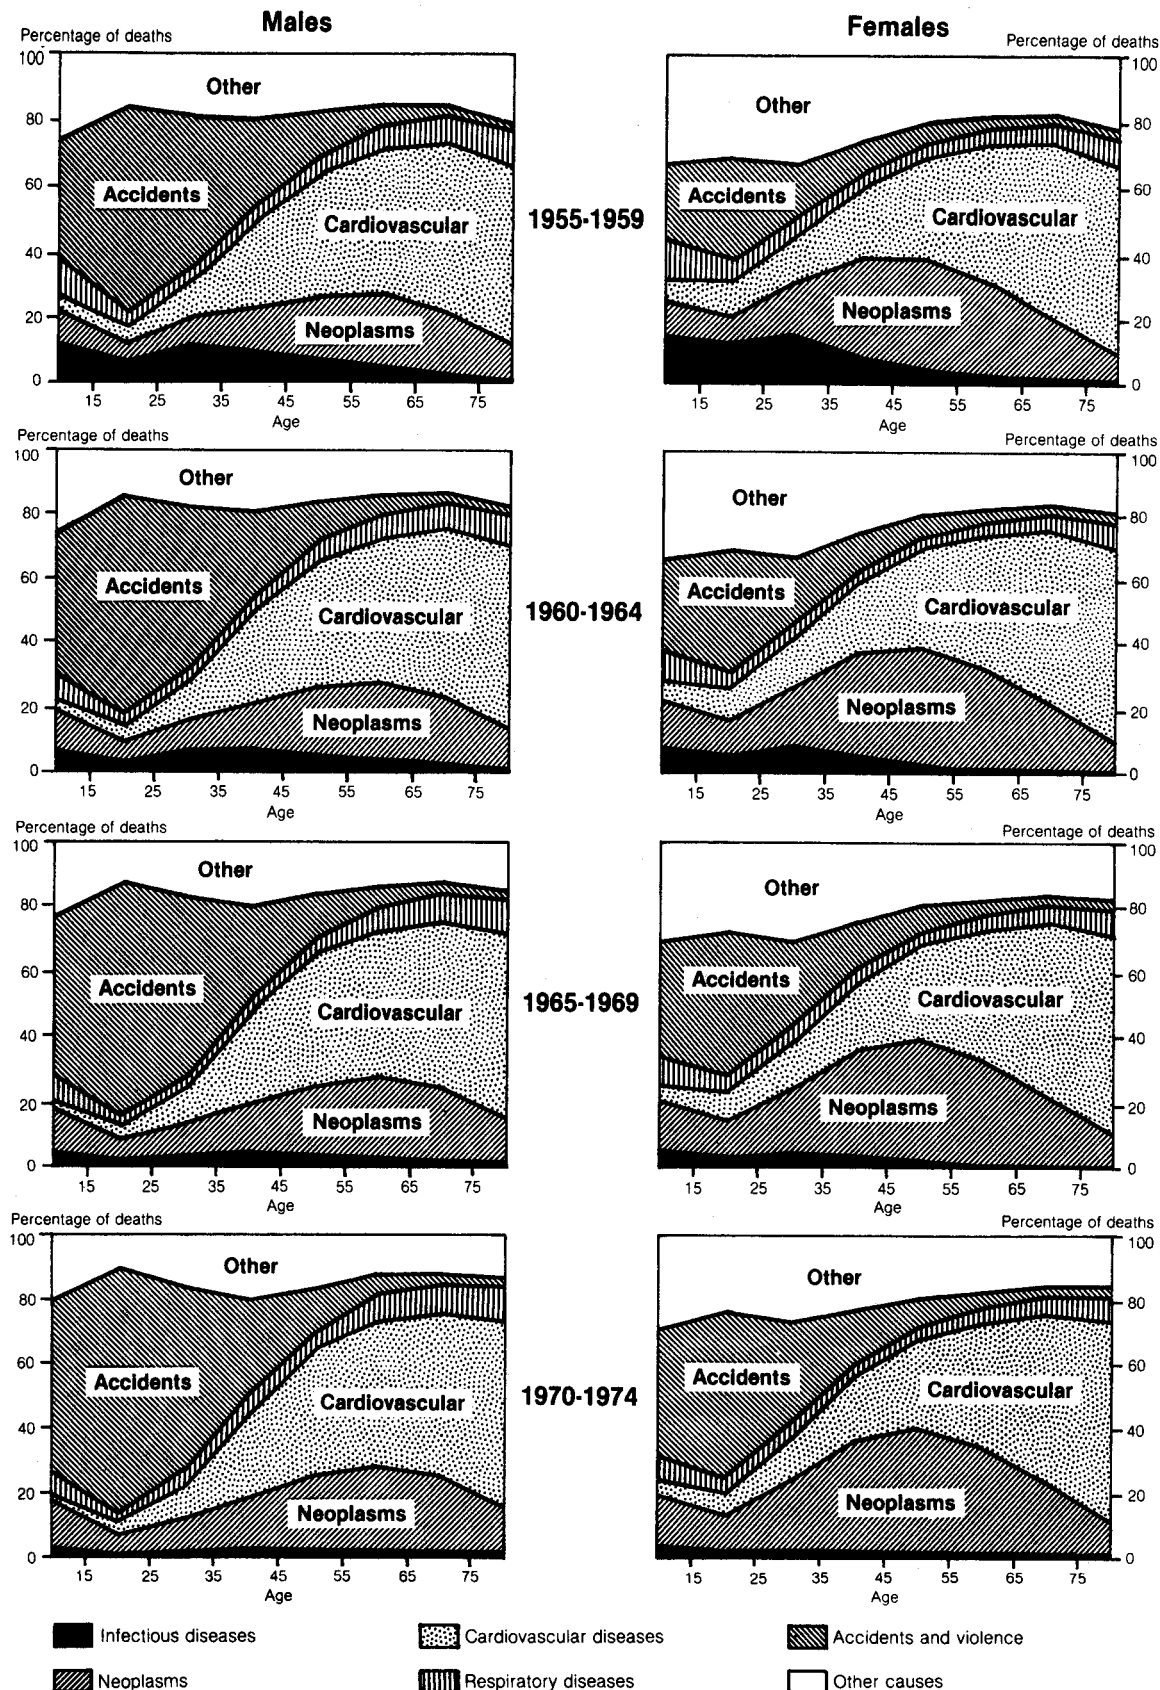 Males
Females
Percentage of deaths
Percentage of deaths
100
80
60
40
20
0
Other
Accidents
Cardiovascular
Neoplasms
15 25 35 45 55 65 75
Age
1955-1959
Other
Accidents
Cardiovascular
Neoplasms
100
80
60
40
20
0
15 25 35 45 55 65 75
Age
Percentage of deaths
Percentage of deaths
100
80
60
40
20
0
Other
Accidents
Cardiovascular
Neoplasms
15 25 35 45 55 65 75
Age
1960-1964
Other
Accidents
Cardiovascular
Neoplasms
100
80
60
40
20
0
15 25 35 45 55 65 75
Age
Percentage of deaths
Percentage of deaths
100
80
60
40
20
0
Other
Accidents
Cardiovascular
Neoplasms
15 25 35 45 55 65 75
Age
1965-1969
Other
Accidents
Cardiovascular
Neoplasms
100
80
60
40
20
0
15 25 35 45 55 65 75
Age
Percentage of deaths
Percentage of deaths
100
80
60
40
20
0
Other
Accidents
Cardiovascular
Neoplasms
15 25 35 45 55 65 75
Age
1970-1974
Other
Accidents
Cardiovascular
Neoplasms
100
80
60
40
20
0
15 25 35 45 55 65 75
Age
Infectious diseases
Cardiovascular diseases
Accidents and violence
Neoplasms
Respiratory diseases
Other causes